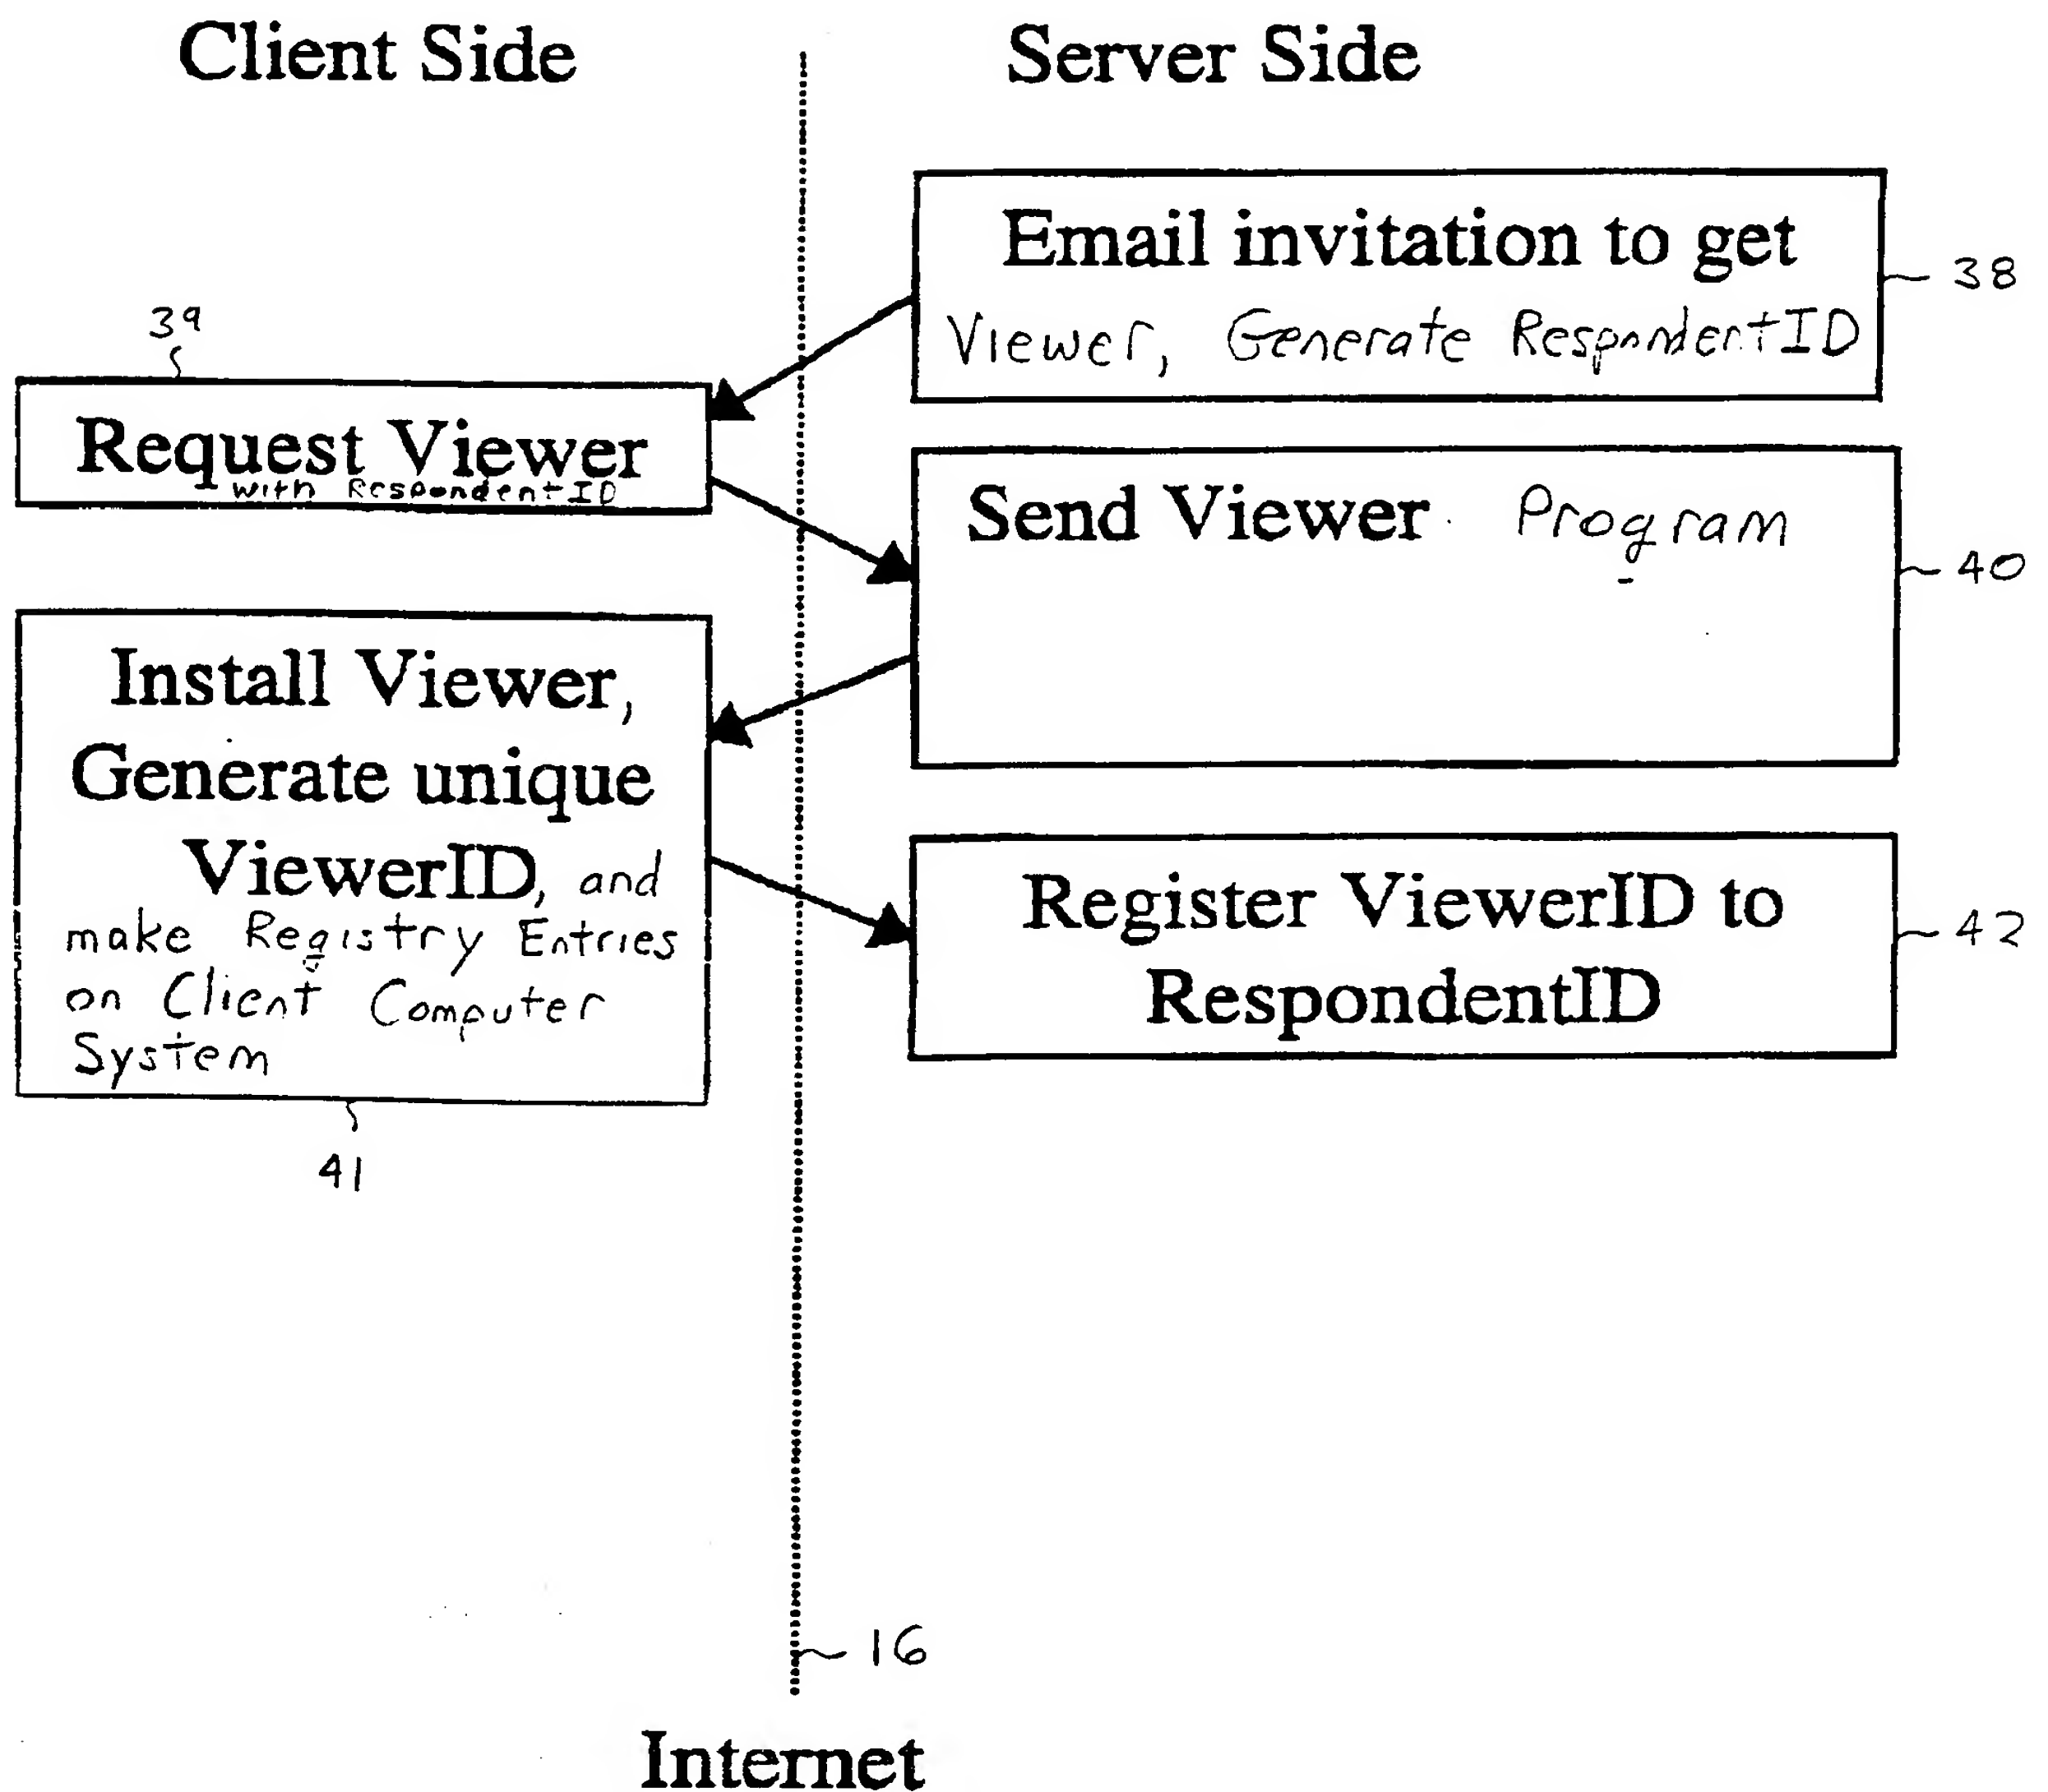 Client Side
Server Side
Email invitation to get
Viewer, Generate RespondentID
38
39
Request Viewer
with RespondentID
Send Viewer Program
40
Install Viewer,
Generate unique
ViewerID, and
make Registry Entries
on Client Computer
System
41
Register ViewerID to
RespondentID
42
16
Internet